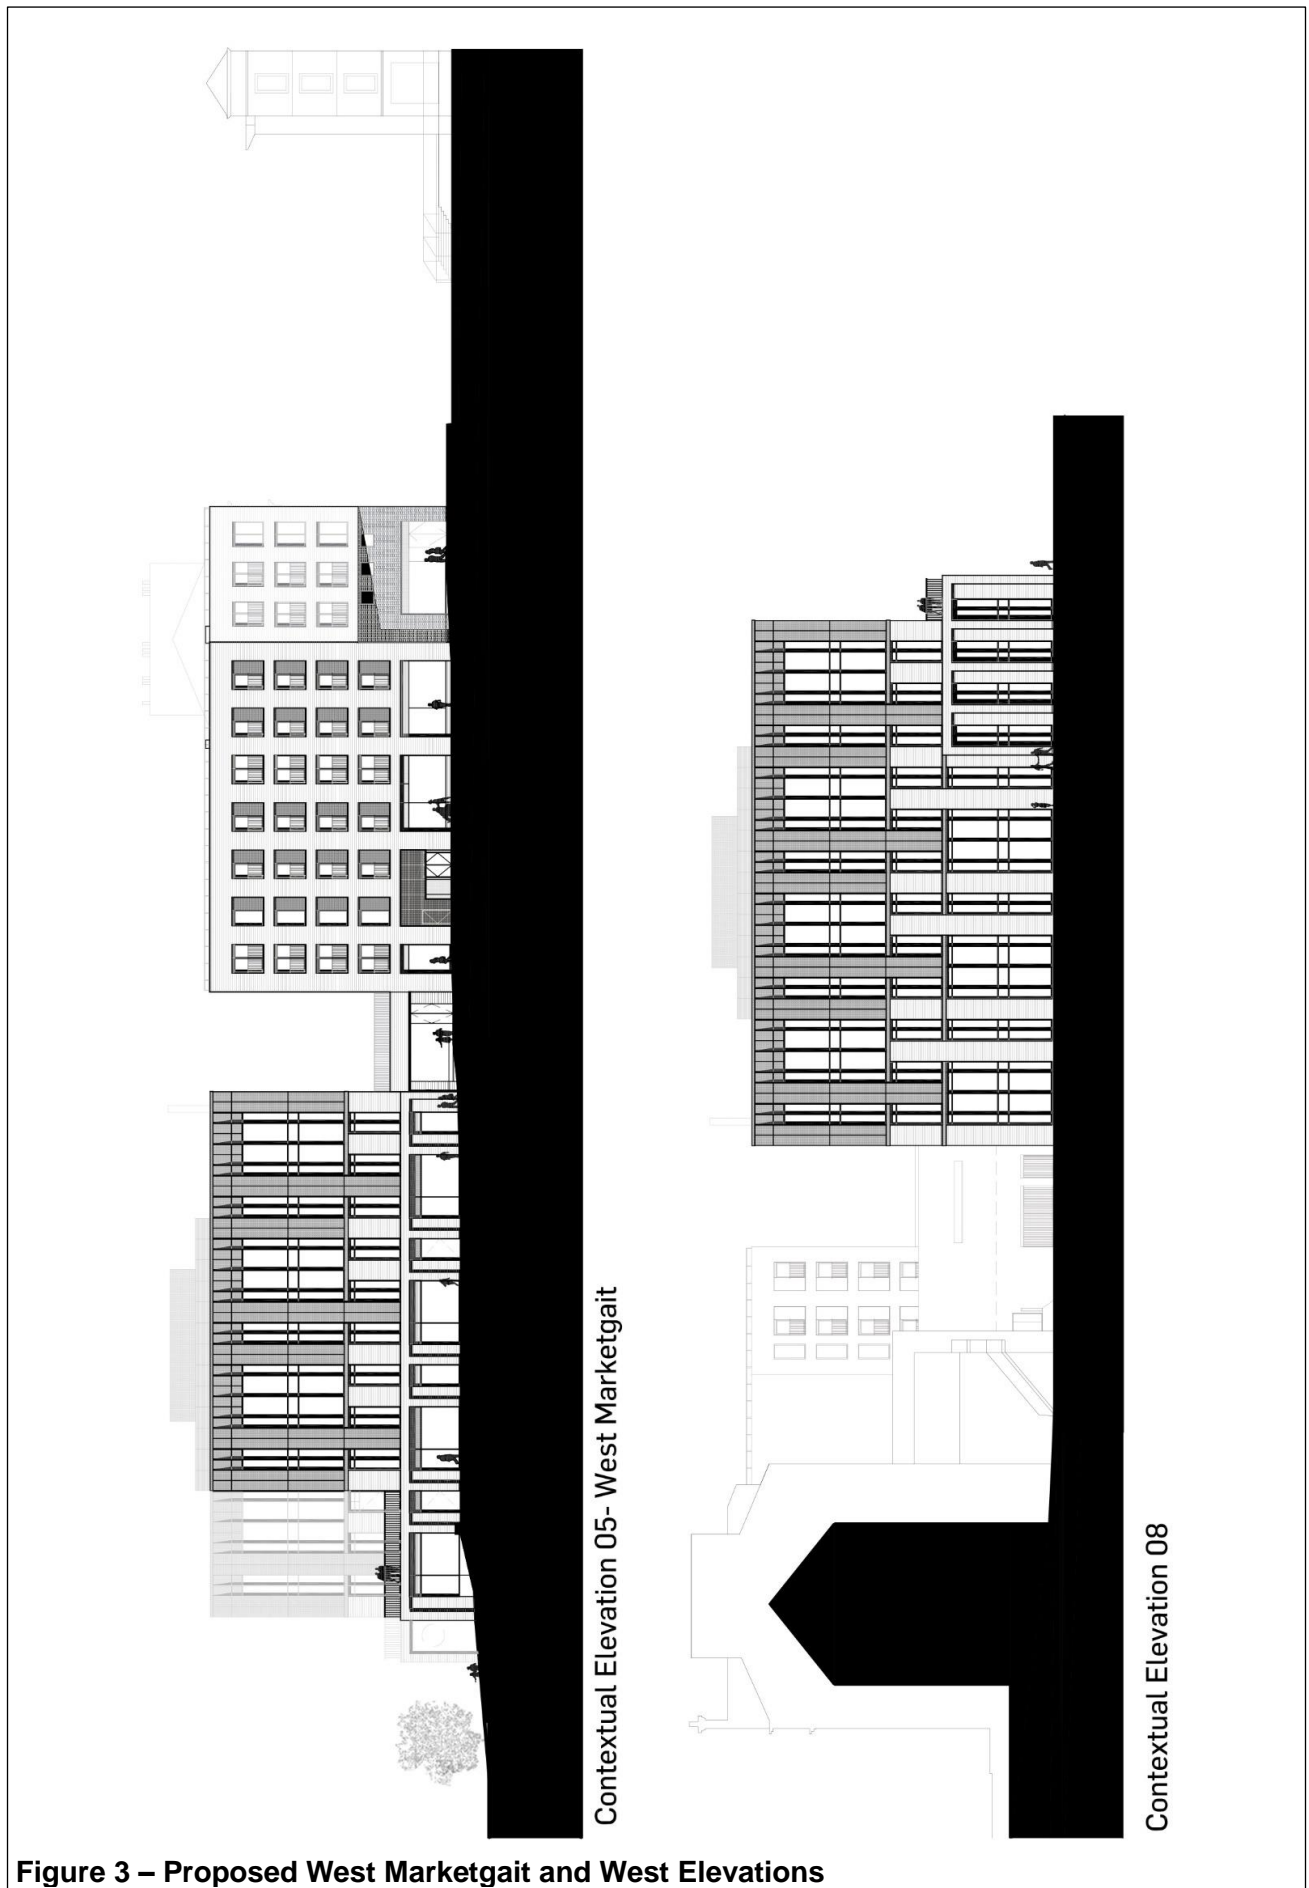 Contextual Elevation 05- West Marketgait
Contextual Elevation 08
Figure 3 – Proposed West Marketgait and West Elevations